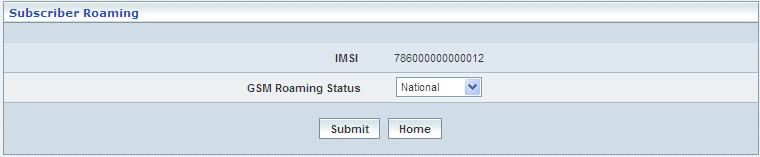 Subscriber Roaming
IMSI 786000000000012
GSM Roaming Status National
Submit Home